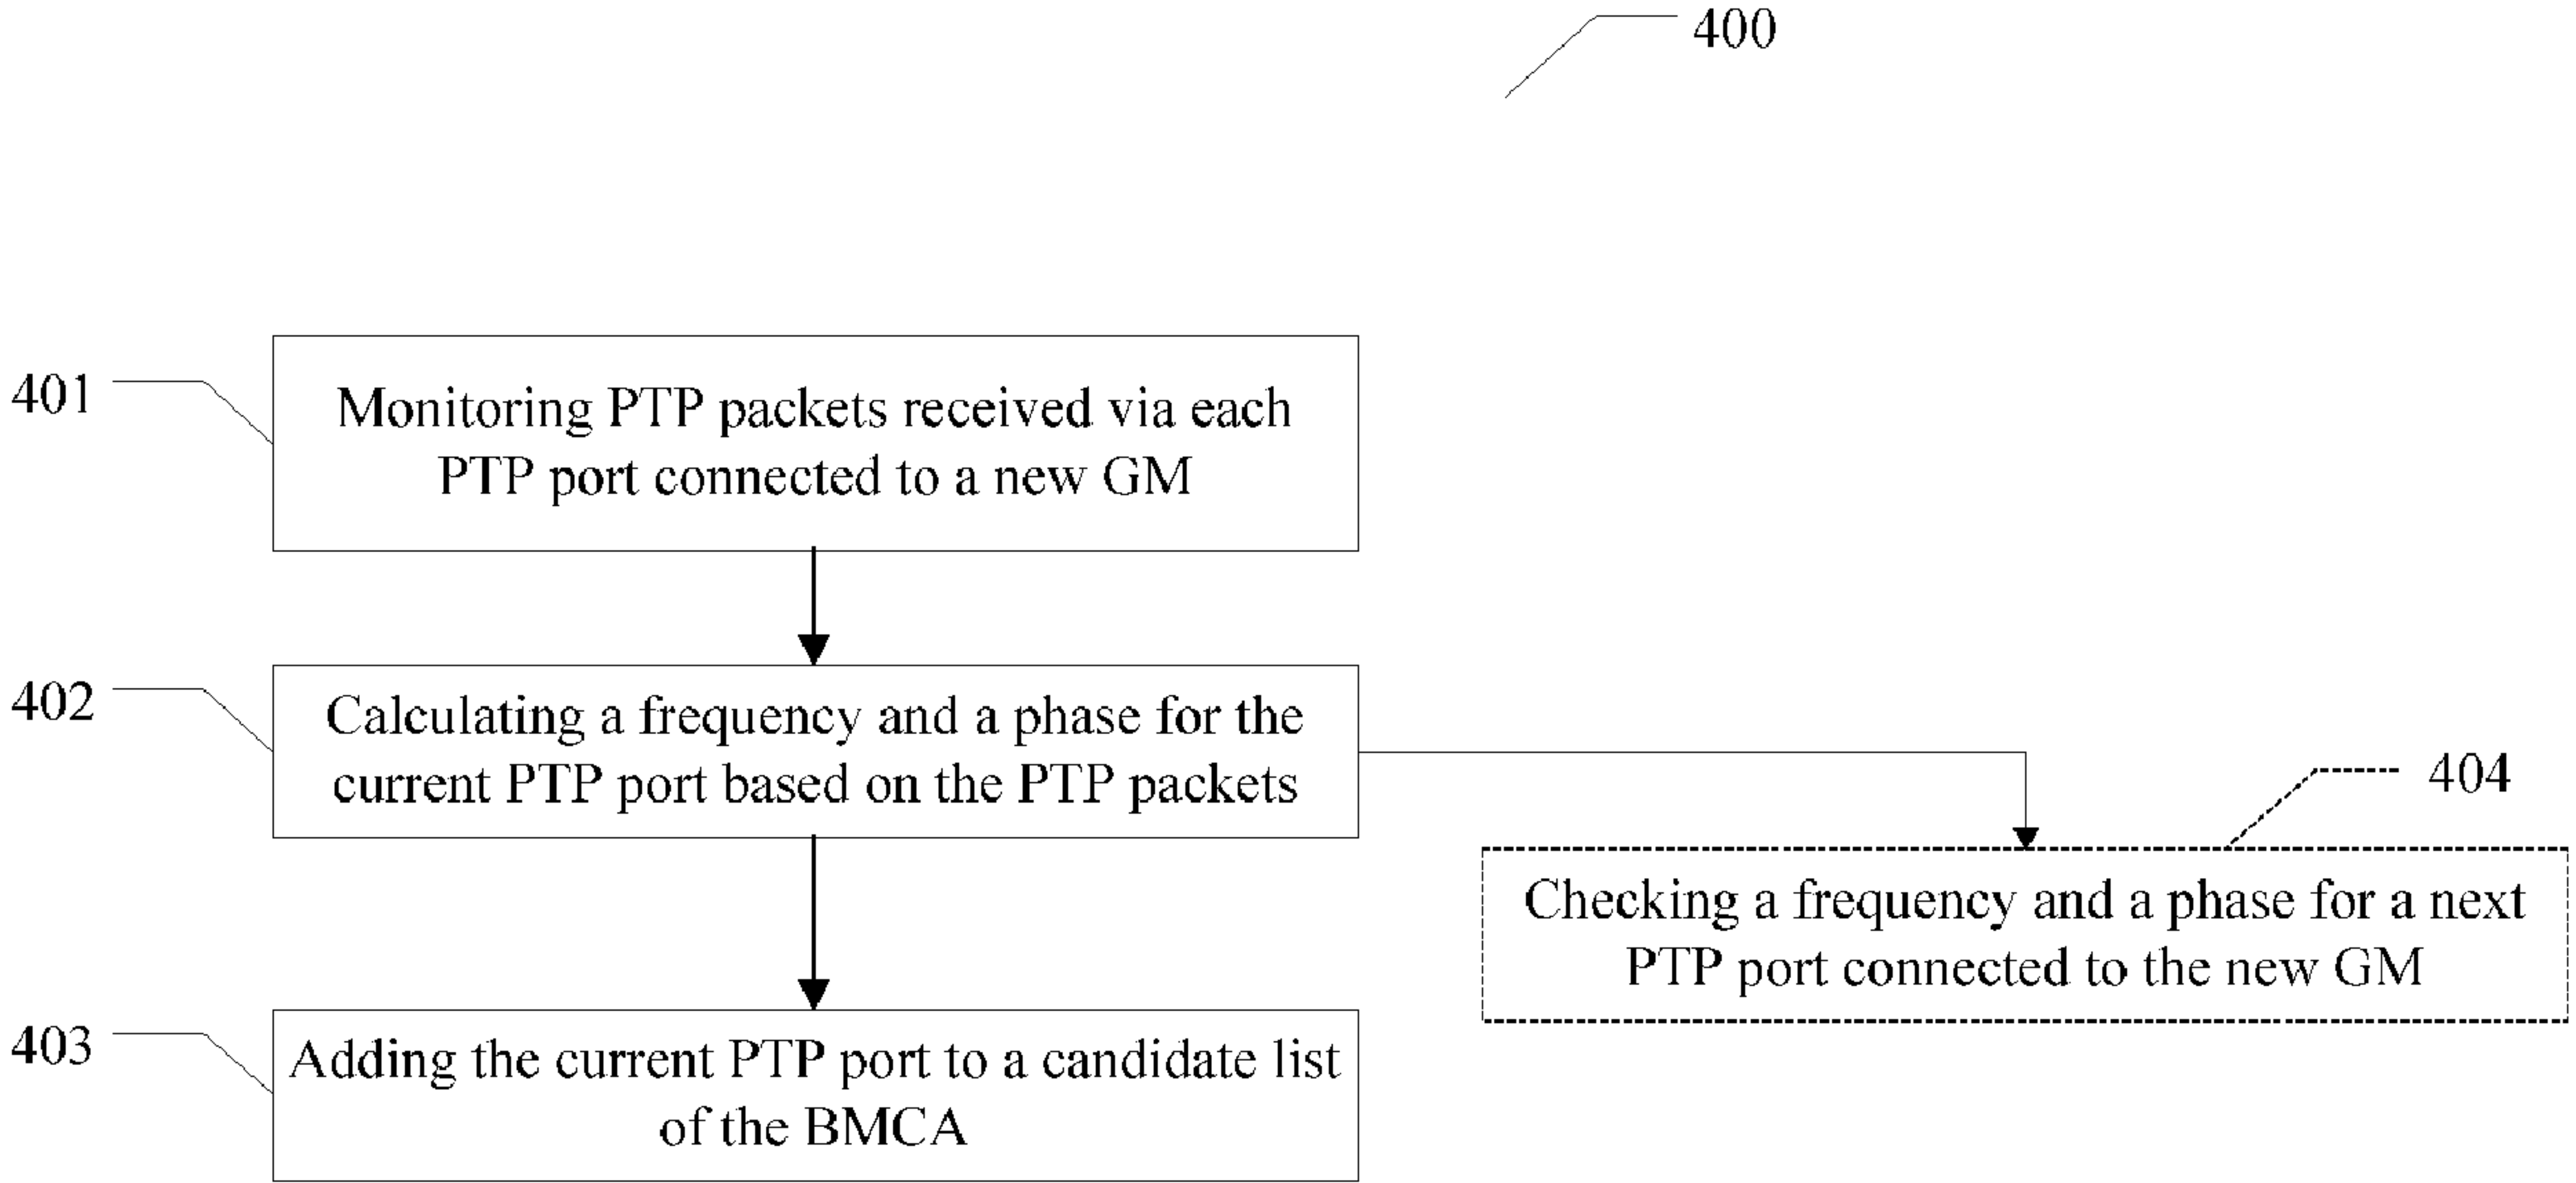 400
401
Monitoring PTP packets received via each
PTP port connected to a new GM
402
Calculating a frequency and a phase for the
current PTP port based on the PTP packets
404
Checking a frequency and a phase for a next
PTP port connected to the new GM
403
Adding the current PTP port to a candidate list
of the BMCA